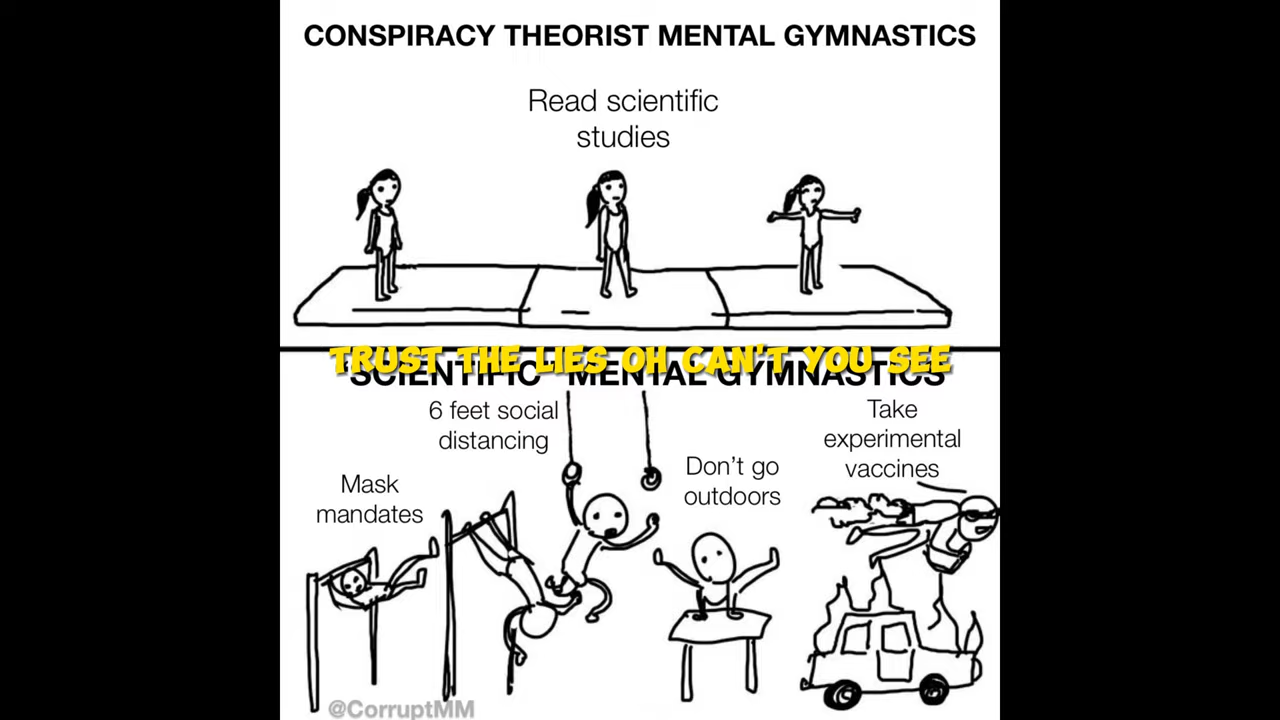 CONSPIRACY THEORIST MENTAL GYMNASTICS
Read scientific
studies
TRUST THE LIES OH CAN'T YOU SEE
"SCIENTIFIC" MENTAL GYMNASTICS
6 feet social
distancing
Take
experimental
vaccines
Don't go
outdoors
Mask
mandates
@CorruptMM